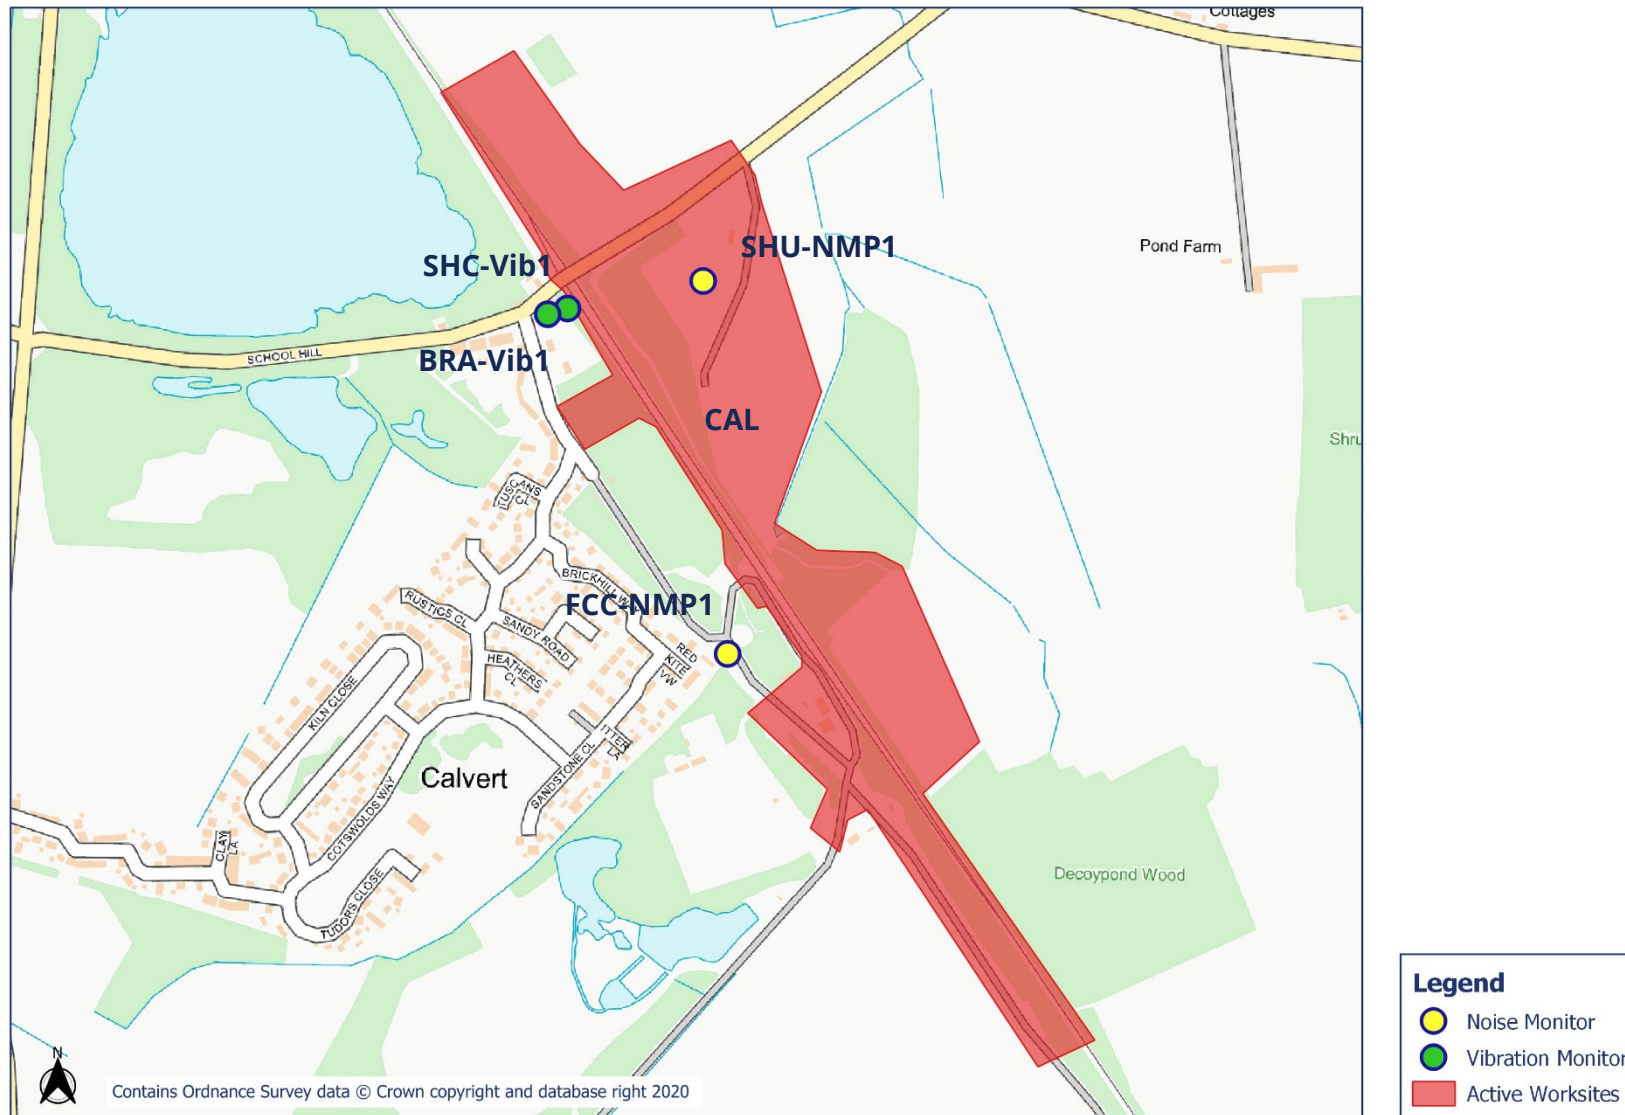 Cottages
SHU-NMP1
Pond Farm
SHC-Vib1
SCHOOL HILL
BRA-Vib1
CAL
Shru
TUSCANS
CL
BRICKHILL W
FCC-NMP1
RUSTICS CL
SANDY ROAD
RED
KITE
VW
HEATHERS
CL
KILN CLOSE
ITTER
LA
SANDSTONE CL
Calvert
COTSWOLDS WAY
CLAY
LA
TUDORS CLOSE
Decoypond Wood
N
Contains Ordnance Survey data © Crown copyright and database right 2020
Legend
Noise Monitor
Vibration Monitor
Active Worksites